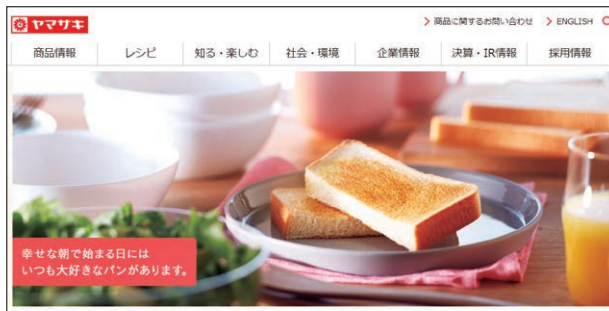 ヤマザキ
商品に関するお問い合わせ ENGLISH
商品情報 レシピ 知る・楽しむ 社会・環境 企業情報 決算・IR情報 採用情報
幸せな朝で始まる日には
いつも大好きなパンがあります。